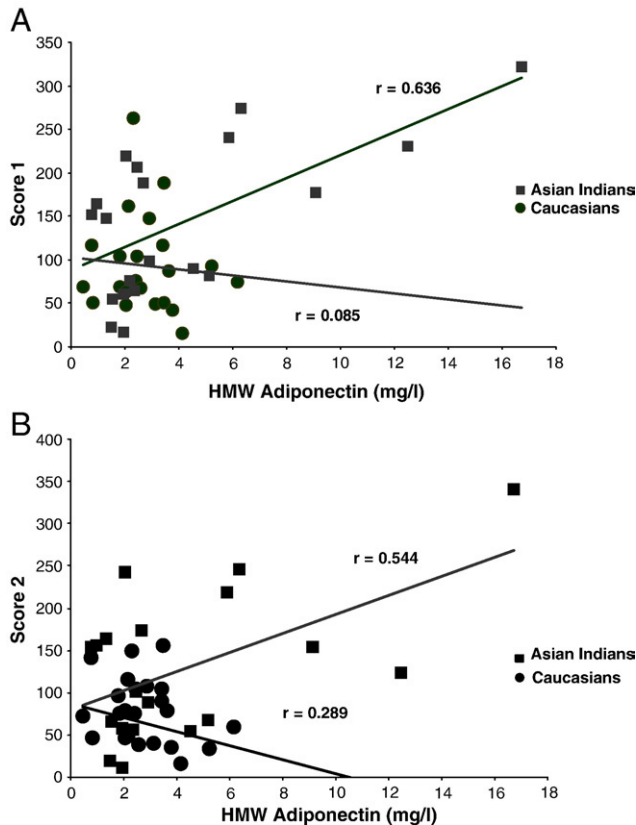 A
350
300
250
200
150
100
50
0
Score 1
r = 0.636
r = 0.085
Asian Indians
Caucasians
0 2 4 6 8 10 12 14 16 18
HMW Adiponectin (mg/l)
B
400
350
300
250
200
150
100
50
0
Score 2
r = 0.544
r = 0.289
Asian Indians
Caucasians
0 2 4 6 8 10 12 14 16 18
HMW Adiponectin (mg/l)